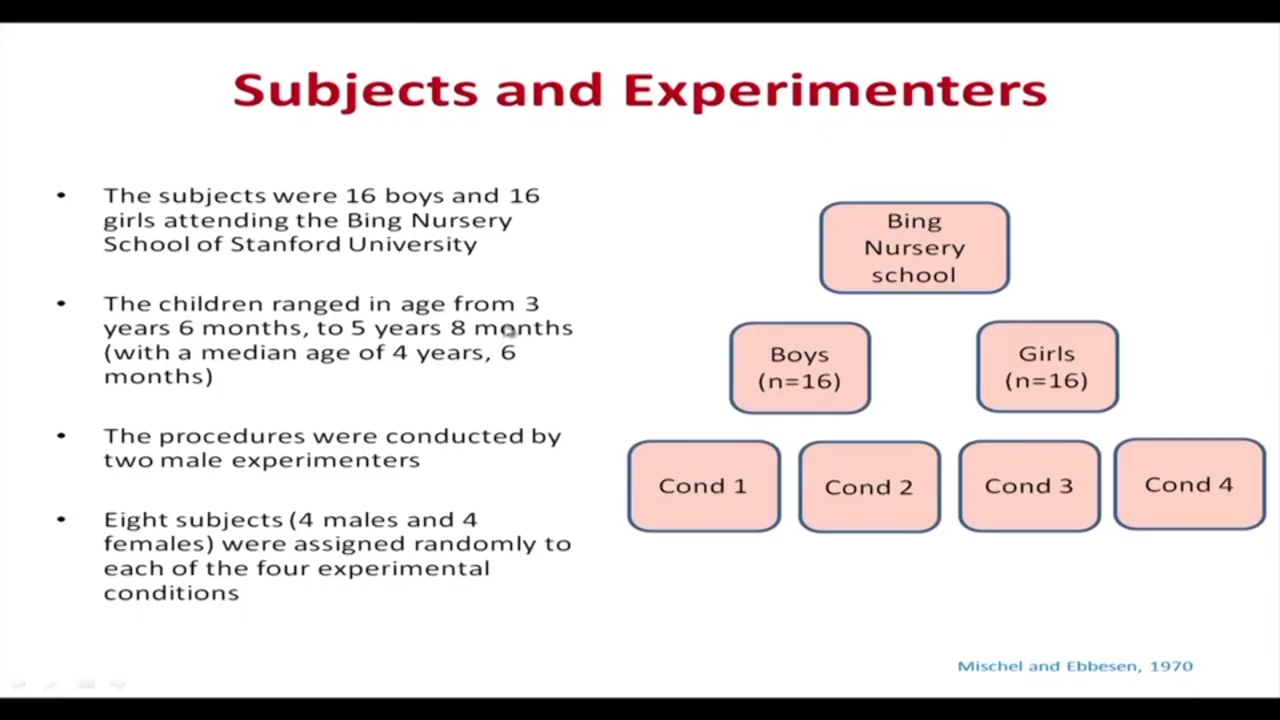 Subjects and Experimenters
• The subjects were 16 boys and 16
girls attending the Bing Nursery
School of Stanford University
• The children ranged in age from 3
years 6 months, to 5 years 8 months
(with a median age of 4 years, 6
months)
• The procedures were conducted by
two male experimenters
• Eight subjects (4 males and 4
females) were assigned randomly to
each of the four experimental
conditions
Bing
Nursery
school
Boys
(n=16)
Girls
(n=16)
Cond 1
Cond 2
Cond 3
Cond 4
Mischel and Ebbesen, 1970